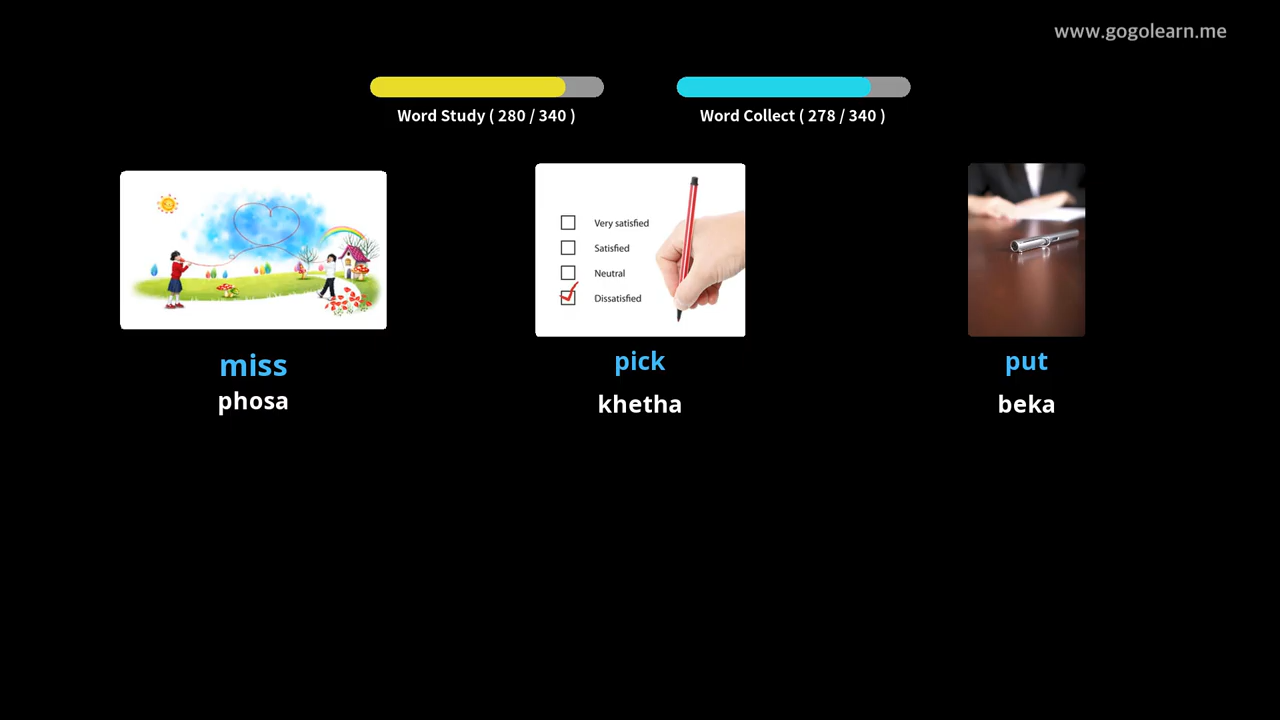 www.gogolearn.me
Word Study ( 280 / 340 )
Word Collect ( 278 / 340 )
Very satisfied
Satisfied
Neutral
Dissatisfied
miss
phosa
pick
khetha
put
beka